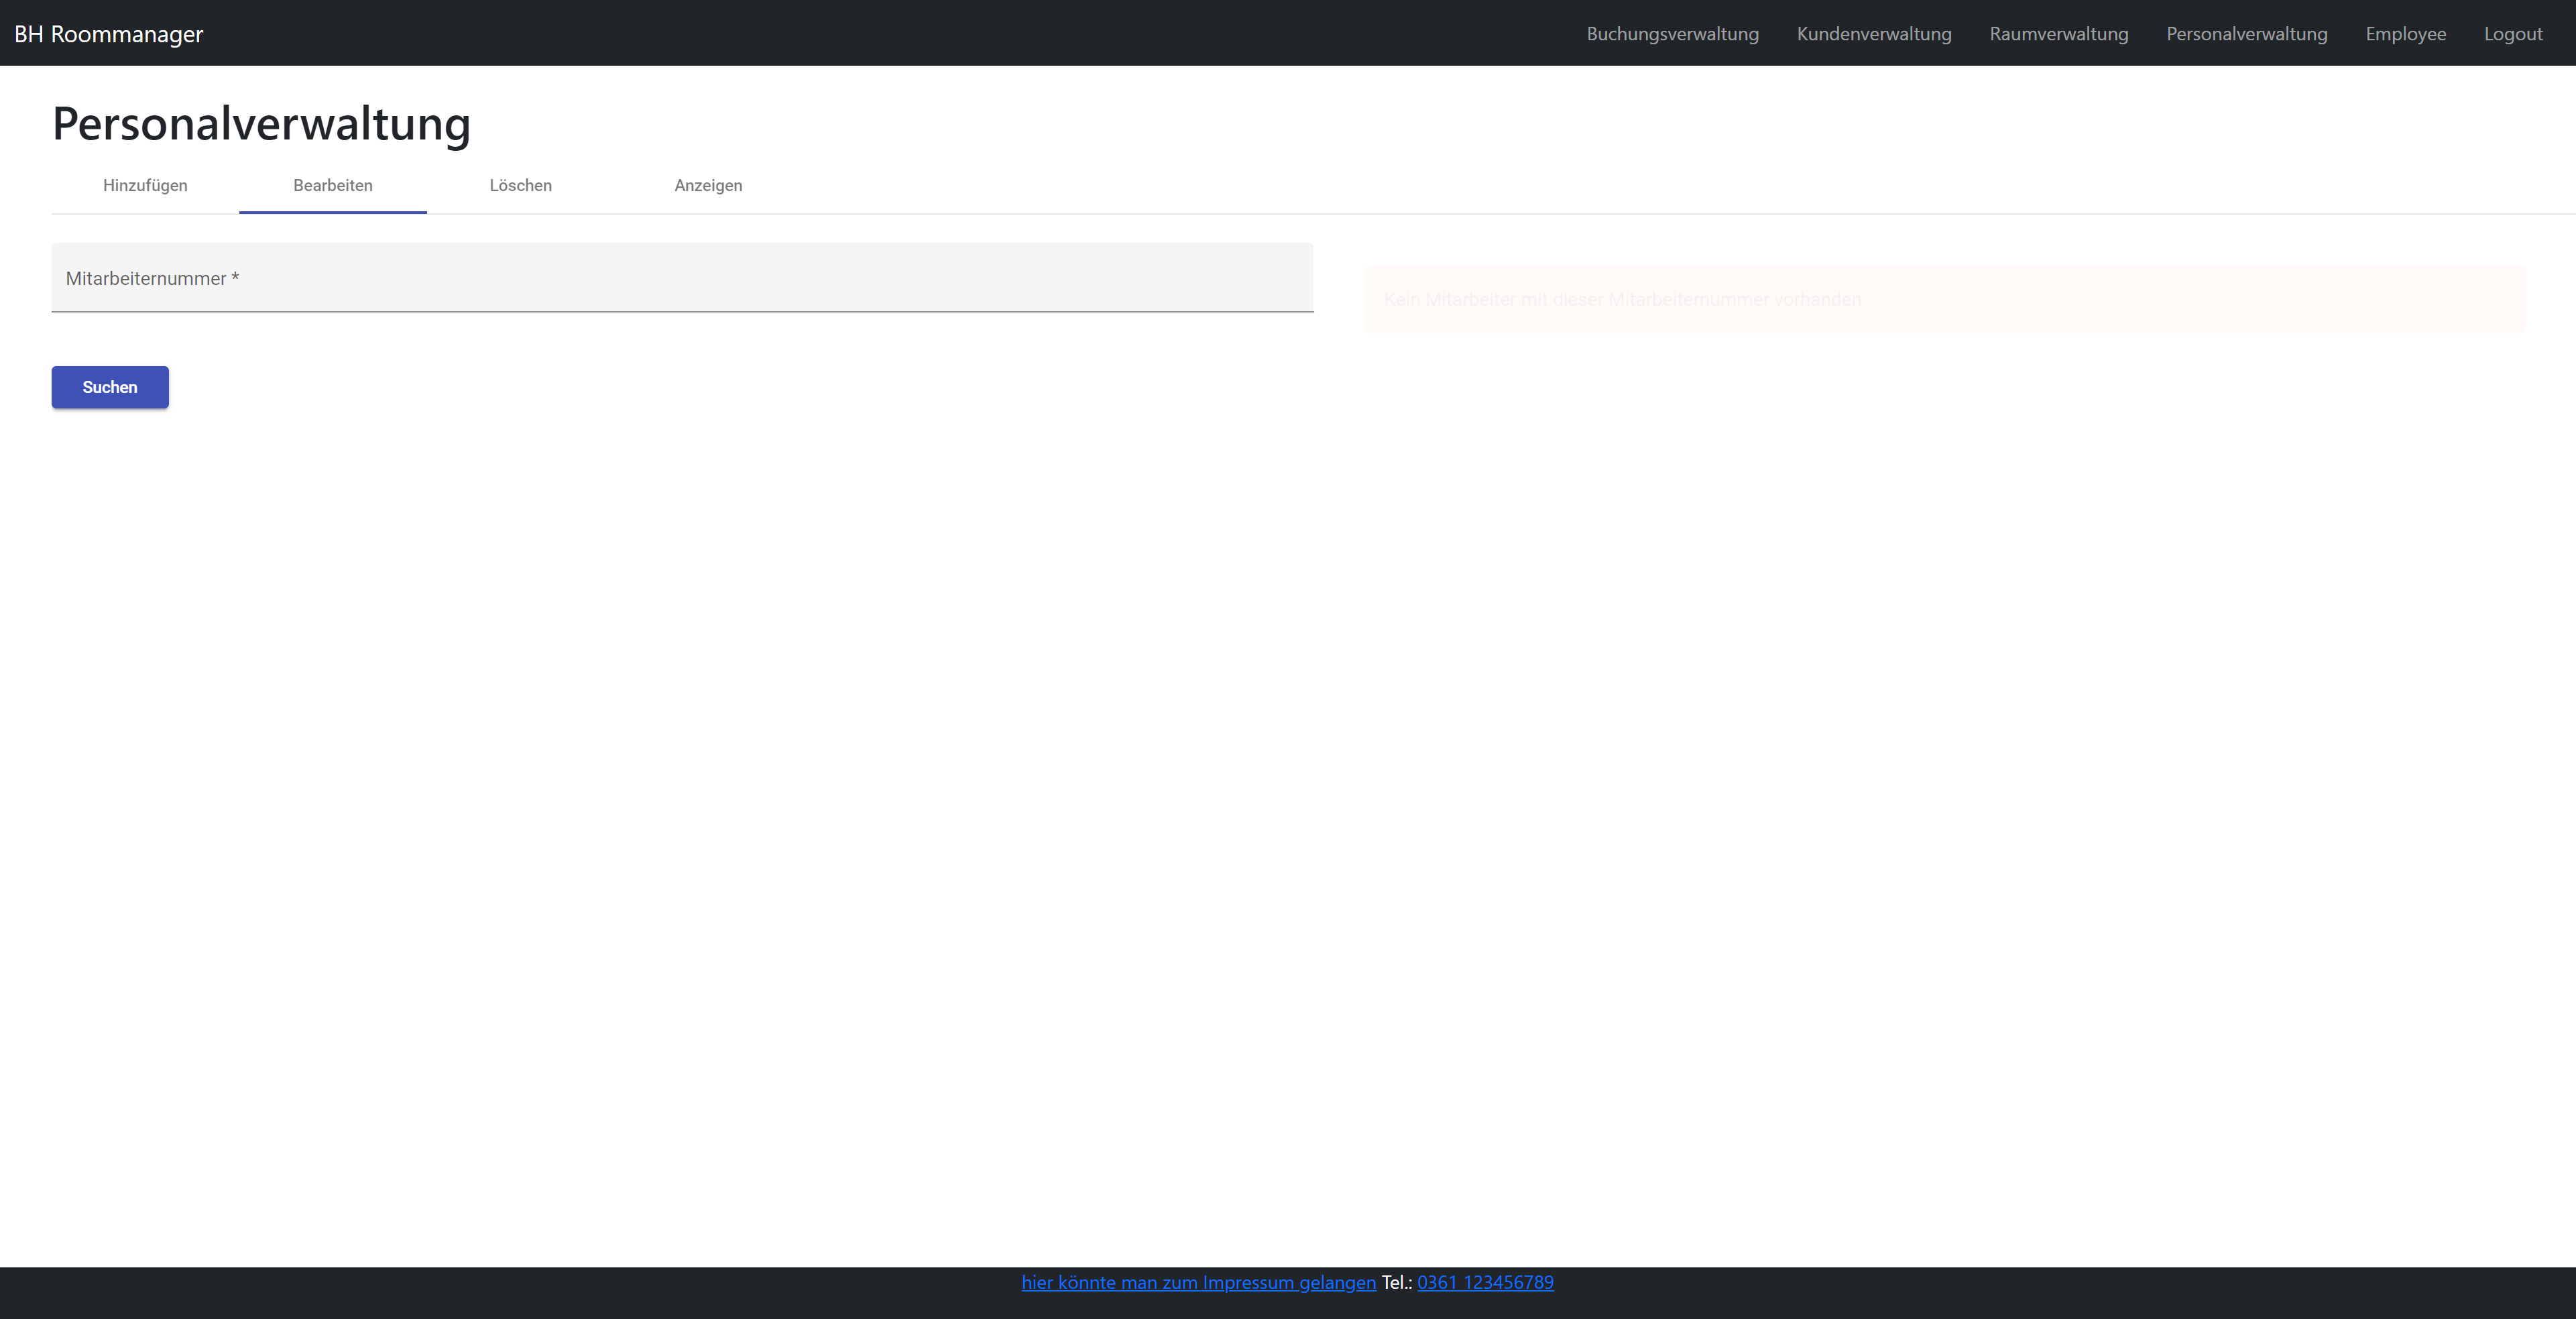 BH Roommanager Buchungsverwaltung Kundenverwaltung Raumverwaltung Personalverwaltung Employee Logout
Personalverwaltung
Hinzufügen Bearbeiten Löschen Anzeigen
Mitarbeiternummer *
Kein Mitarbeiter mit dieser Mitarbeiternummer vorhanden
Suchen
hier könnte man zum Impressum gelangen Tel.: 0361 123456789